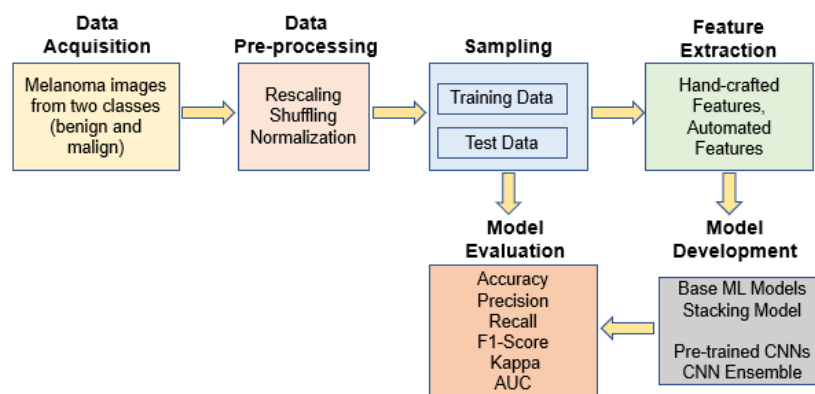 Data
Acquisition
Melanoma images
from two classes
(benign and
malign)
Data
Pre-processing
Rescaling
Shuffling
Normalization
Sampling
Training Data
Test Data
Feature
Extraction
Hand-crafted
Features,
Automated
Features
Model
Development
Base ML Models
Stacking Model
Pre-trained CNNs
CNN Ensemble
Model
Evaluation
Accuracy
Precision
Recall
F1-Score
Kappa
AUC